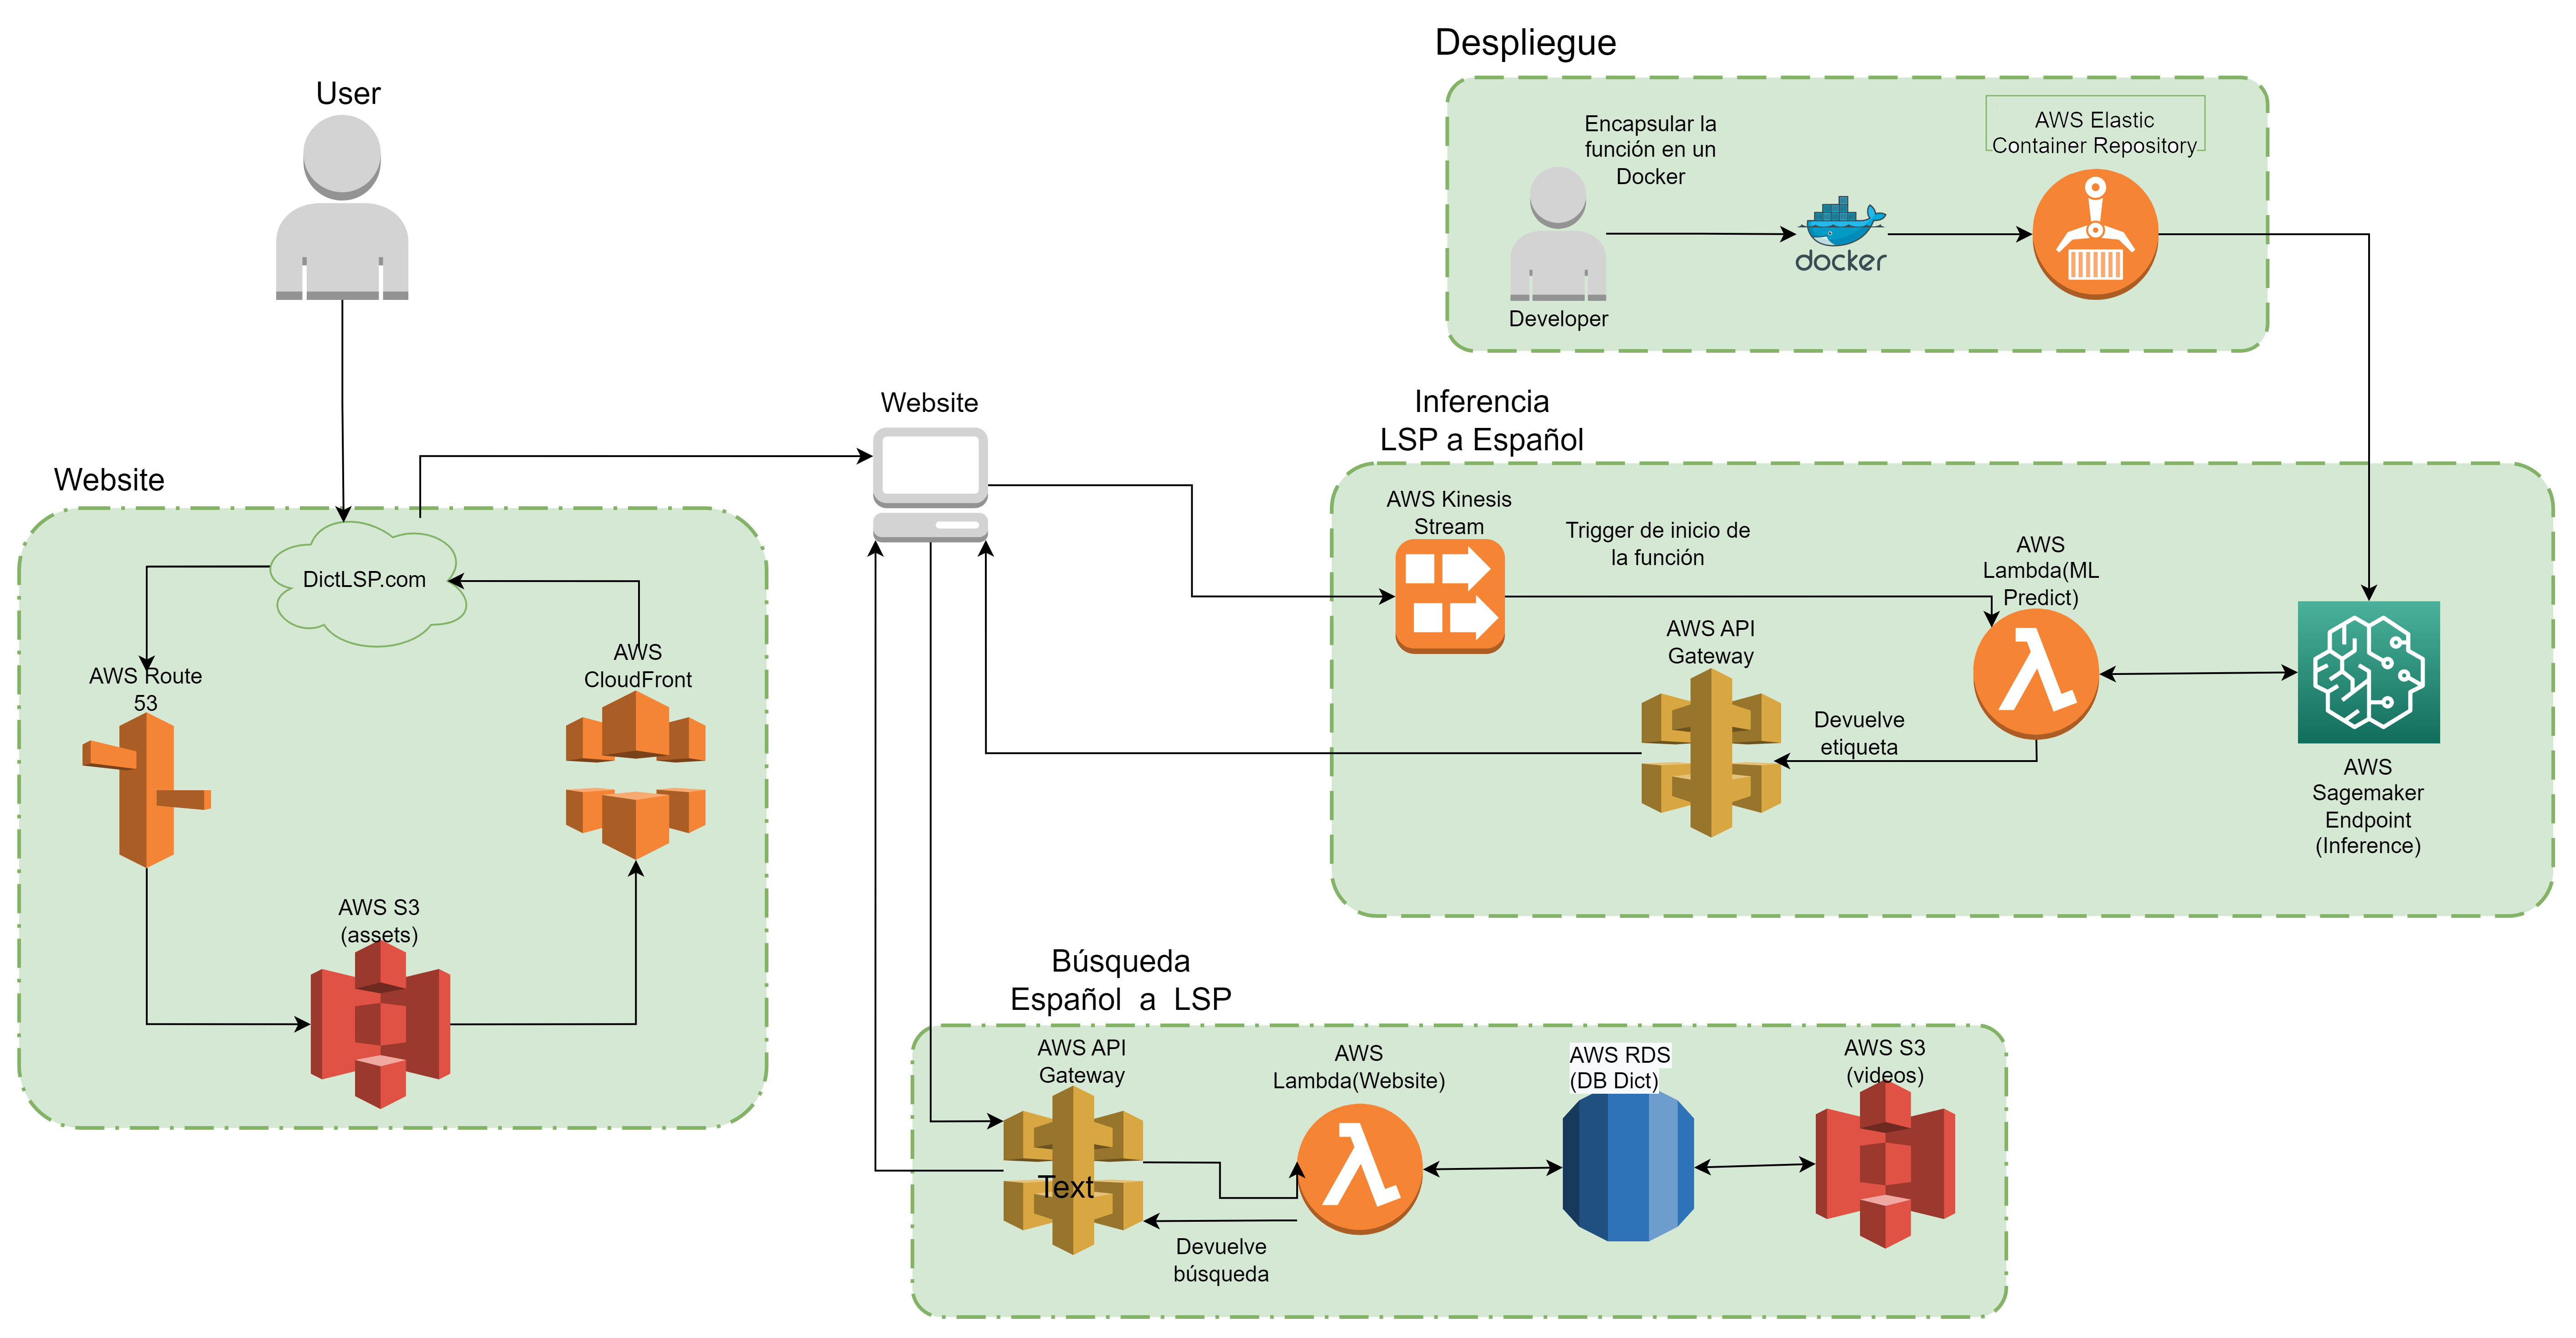 Despliegue
User
Encapsular la
función en un
Docker
AWS Elastic
Container Repository
docker
Developer
Website
Inferencia
LSP a Español
Website
DictLSP.com
AWS Kinesis
Stream
Trigger de inicio de
la función
AWS
Lambda(ML
Predict)
AWS API
Gateway
Devuelve
etiqueta
AWS
Sagemaker
Endpoint
(Inference)
AWS Route
53
AWS
CloudFront
AWS S3
(assets)
Búsqueda
Español a LSP
AWS API
Gateway
Text
AWS
Lambda(Website)
AWS RDS
(DB Dict)
AWS S3
(videos)
Devuelve
búsqueda